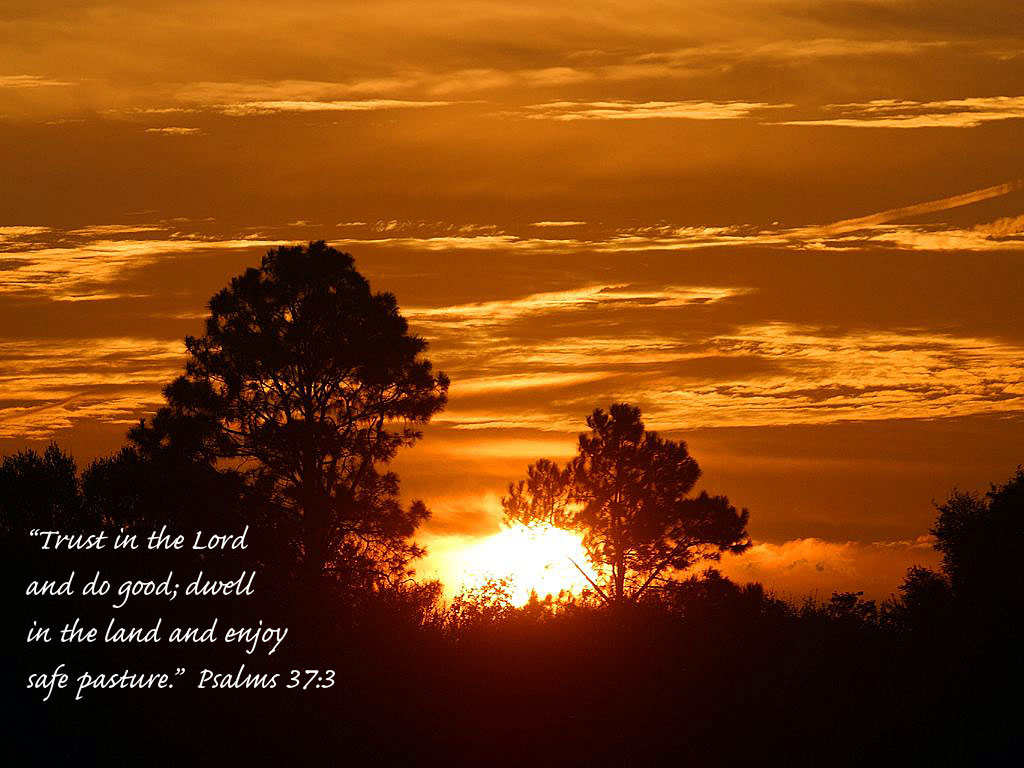 “Trust in the Lord
and do good; dwell
in the land and enjoy
safe pasture.” Psalms 37:3